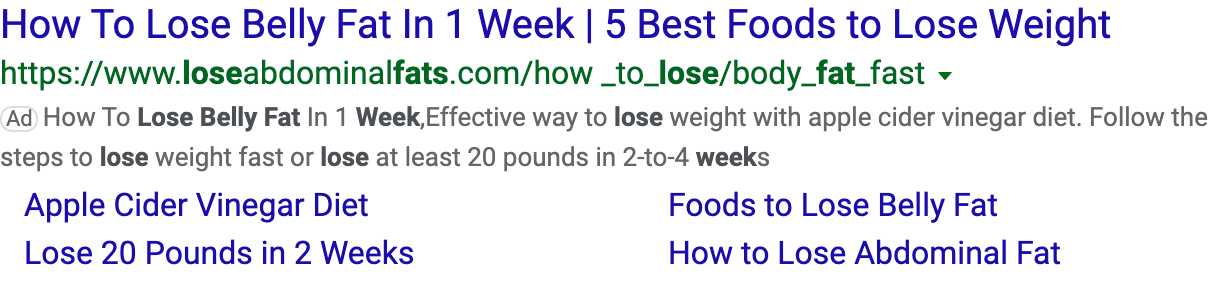 How To Lose Belly Fat In 1 Week | 5 Best Foods to Lose Weight
https://www.loseabdominalfats.com/how _to_lose/body_fat_fast
Ad How To Lose Belly Fat In 1 Week,Effective way to lose weight with apple cider vinegar diet. Follow the
steps to lose weight fast or lose at least 20 pounds in 2-to-4 weeks
Apple Cider Vinegar Diet Foods to Lose Belly Fat
Lose 20 Pounds in 2 Weeks How to Lose Abdominal Fat